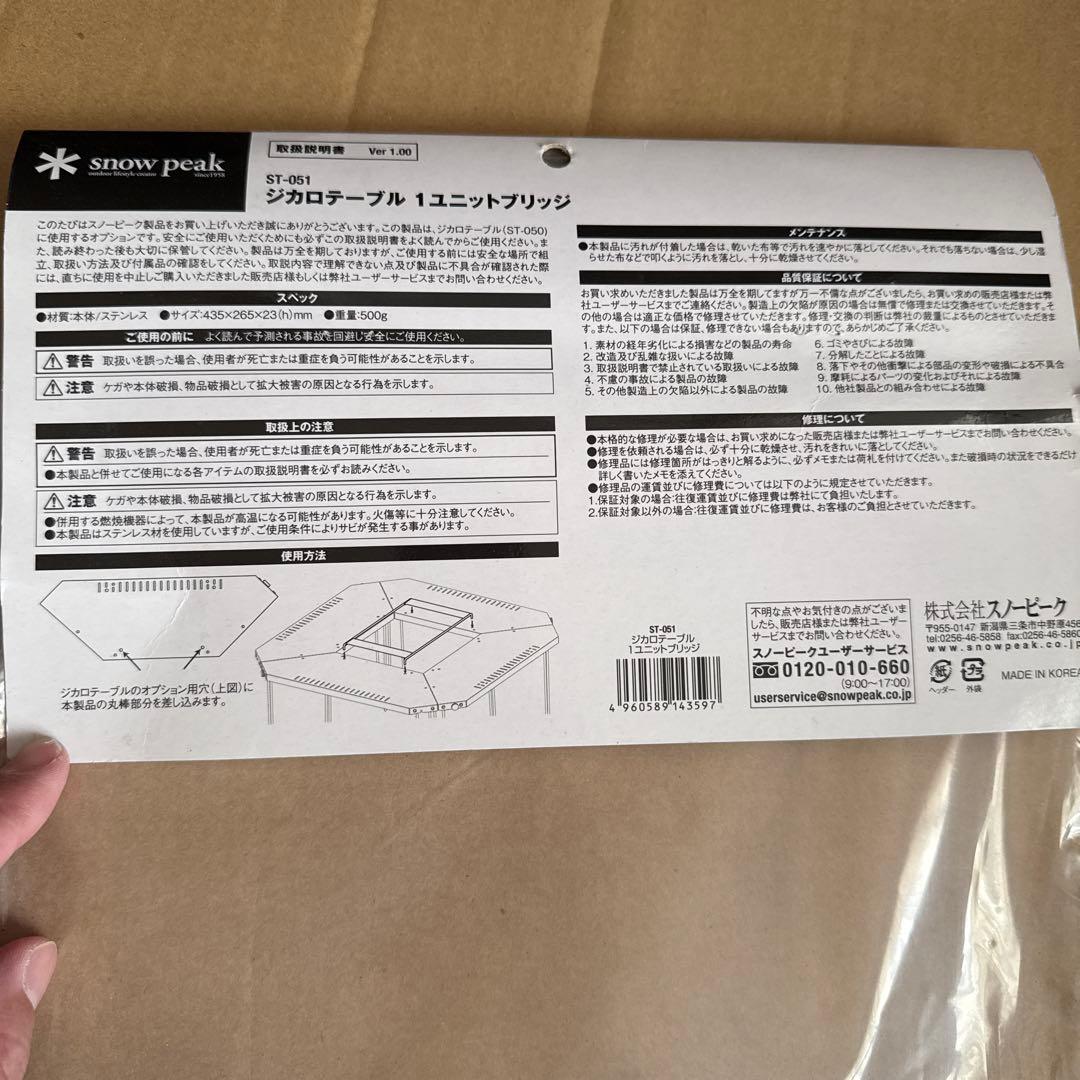 snow peak
outdoor lifestyle creator
since1958
取扱説明書 Ver 1.00
ST-051
ジカロテーブル 1ユニットブリッジ
このたびはスノーピーク製品をお買い上げいただき誠にありがとうございます。この製品は、ジカロテーブル(ST-050)
に使用するオプションです。安全にご使用いただくためにも必ずこの取扱説明書をよく読んでからご使用ください。ま
た、読み終わった後も大切に保管してください。製品は万全を期しておりますが、ご使用する前には安全な場所で組
立、取扱い方法及び付属品の確認をしてください。取説内容で理解できない点及び製品に不具合が確認された際
には、直ちに使用を中止しご購入いただきました販売店様もしくは弊社ユーザーサービスまでお問い合わせください。
スペック
●材質:本体/ステンレス ●サイズ:435×265×23(h)mm ●重量:500g
ご使用の前に よく読んで予測される事故を回避し安全にご使用ください。
警告 取扱いを誤った場合、使用者が死亡または重症を負う可能性があることを示します。
注意 ケガや本体破損、物品破損として拡大被害の原因となる行為を示します。
取扱上の注意
警告 取扱いを誤った場合、使用者が死亡または重症を負う可能性があることを示します。
●本製品と併せてご使用になる各アイテムの取扱説明書を必ずお読みください。
注意 ケガや本体破損、物品破損として拡大被害の原因となる行為を示します。
●併用する燃焼機器によって、本製品が高温になる可能性があります。火傷等に十分注意してください。
●本製品はステンレス材を使用していますが、ご使用条件によりサビが発生する事があります。
使用方法
ジカロテーブルのオプション用穴(上図)に
本製品の丸棒部分を差し込みます。
メンテナンス
●本製品に汚れが付着した場合は、乾いた布等で汚れを速やかに落としてください。それでも落ちない場合は、少し湿
らせた布などで叩くように汚れを落とし、十分に乾燥させてください。
品質保証について
お買い求めいただきました製品は万全を期してますが万一不備な点がございましたら、お買い求めの販売店様または弊
社ユーザーサービスまでご連絡ください。製造上の欠陥が原因の場合は無償で修理または交換させていただきます。そ
の他の場合は適正な価格で修理させていただきます。修理・交換の判断は弊社の裁量によるものとさせていただきま
す。また、以下の場合は保証、修理できない場合もありますので、あらかじめご了承ください。
1. 素材の経年劣化による損害などの製品の寿命
2. 改造及び乱雑な扱いによる故障
3. 取扱説明書で禁止されている取扱いによる故障
4. 不慮の事故による製品の故障
5. その他製造上の欠陥以外による製品の故障
6. ゴミやさびによる故障
7. 分解したことによる故障
8. 落下やその他衝撃による部品の変形や破損による不具合
9. 摩耗によるパーツの変化およびそれによる故障
10. 他社製品との組み合わせによる故障
修理について
●本格的な修理が必要な場合は、お買い求めになった販売店様または弊社ユーザーサービスまでお問い合わせください。
●修理を依頼される場合は、必ず十分に乾燥させ、汚れをきれいに落としてください。
●修理品には修理箇所がはっきりと解るように、必ずメモまたは荷札を付けてください。また破損時の状況をできるだけ
詳しく書いたメモを添えてください。
●修理品の運賃並びに修理費については以下のように規定させていただきます。
1.保証対象の場合:往復運賃並びに修理費は弊社にて負担いたします。
2.保証対象以外の場合:往復運賃並びに修理費は、お客様のご負担とさせていただきます。
ST-051
ジカロテーブル
1ユニットブリッジ
4 960589 143597
不明な点やお気付きの点がございま
したら、販売店様または弊社ユーザー
サービスまでお問い合わせください。
スノーピークユーザーサービス
0120-010-660
(9:00〜17:00)
userservice@snowpeak.co.jp
株式会社スノーピーク
〒955-0147 新潟県三条市中野原456
tel:0256-46-5858 fax:0256-46-5860
www.snowpeak.co.jp
紙
ヘッダー
プラ
外袋
MADE IN KOREA